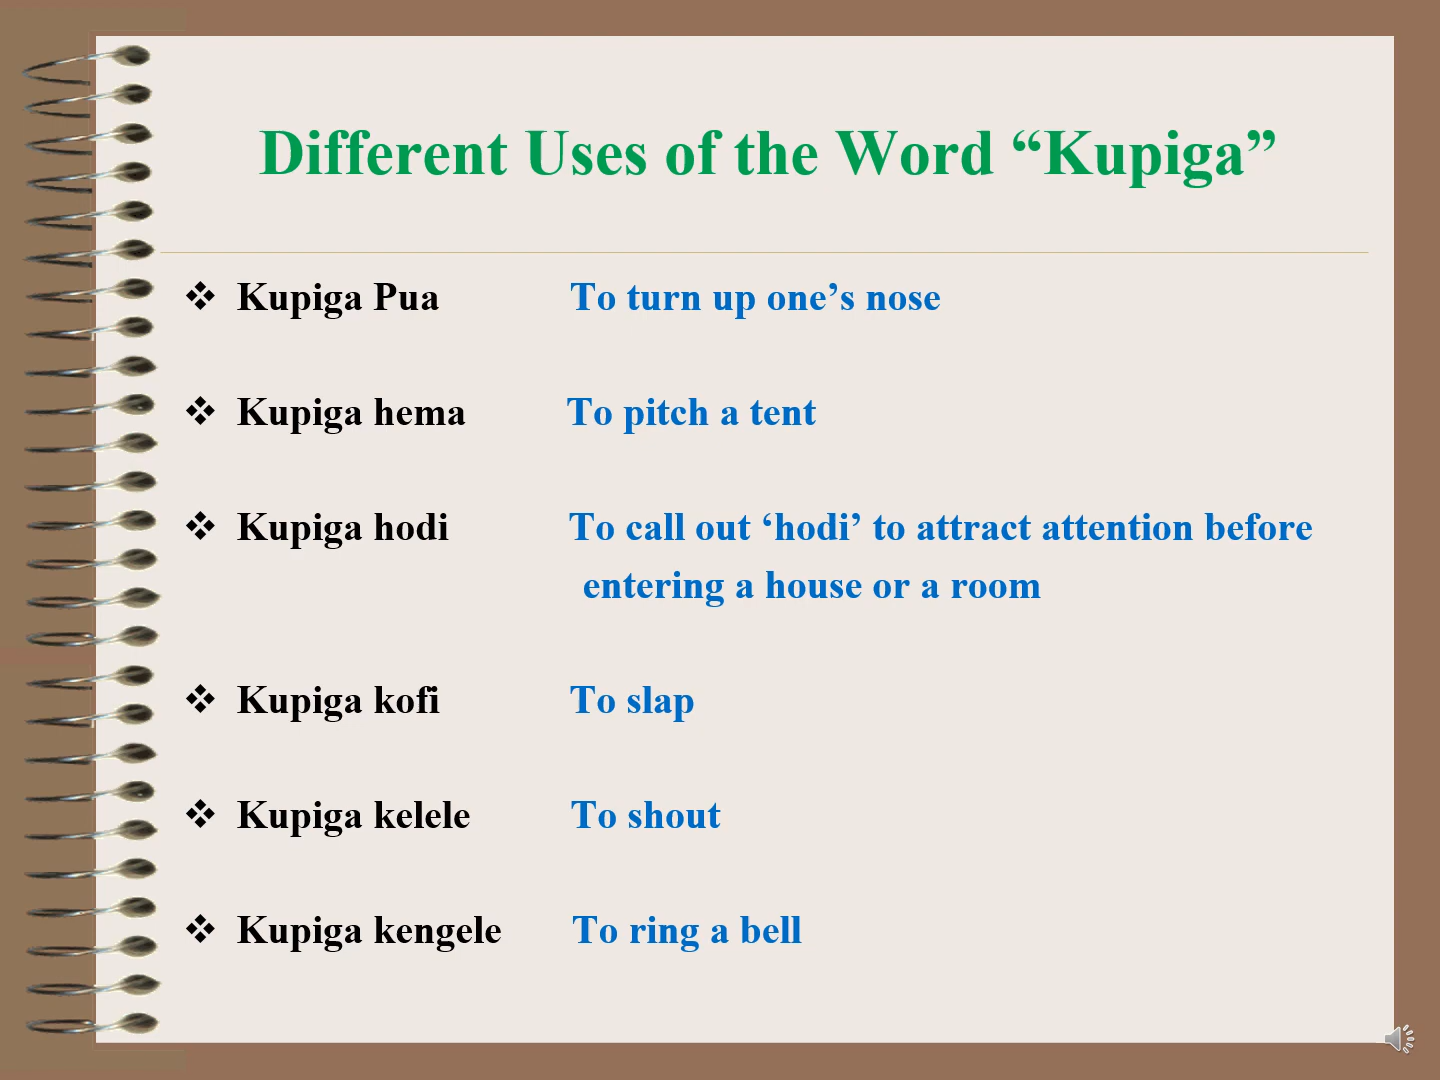 Different Uses of the Word “Kupiga”
❖ Kupiga Pua To turn up one’s nose
❖ Kupiga hema To pitch a tent
❖ Kupiga hodi To call out ‘hodi’ to attract attention before
entering a house or a room
❖ Kupiga kofi To slap
❖ Kupiga kelele To shout
❖ Kupiga kengele To ring a bell